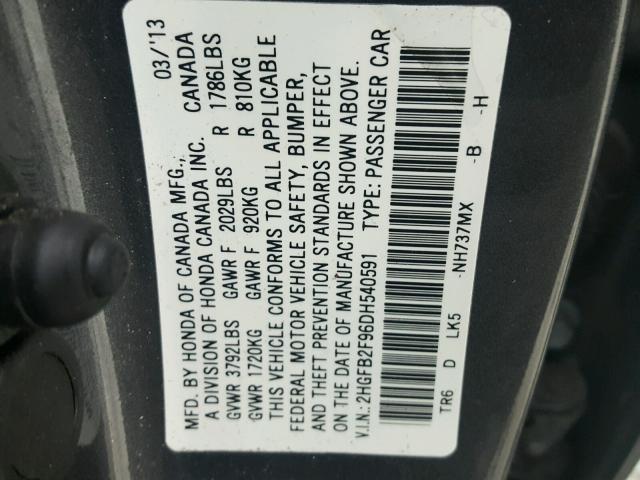 MFD. BY HONDA OF CANADA MFG., 03/'13
A DIVISION OF HONDA CANADA INC. CANADA
GVWR 3792LBS GAWR F 2029LBS R 1786LBS
GVWR 1720KG GAWR F 920KG R 810KG
THIS VEHICLE CONFORMS TO ALL APPLICABLE
FEDERAL MOTOR VEHICLE SAFETY, BUMPER,
AND THEFT PREVENTION STANDARDS IN EFFECT
ON THE DATE OF MANUFACTURE SHOWN ABOVE.
V.I.N.: 2HGFB2F96DH540591 TYPE: PASSENGER CAR
TR6 D LK5 -NH737MX -B -H